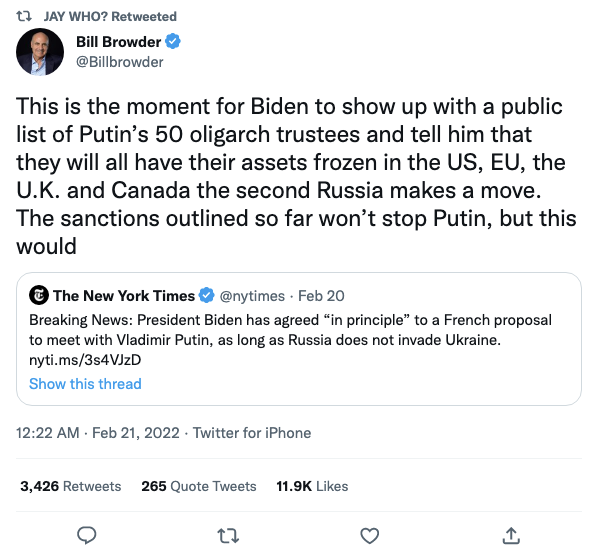 JAY WHO? Retweeted
Bill Browder
@Billbrowder
This is the moment for Biden to show up with a public
list of Putin’s 50 oligarch trustees and tell him that
they will all have their assets frozen in the US, EU, the
U.K. and Canada the second Russia makes a move.
The sanctions outlined so far won’t stop Putin, but this
would
The New York Times @nytimes · Feb 20
Breaking News: President Biden has agreed “in principle” to a French proposal
to meet with Vladimir Putin, as long as Russia does not invade Ukraine.
nyti.ms/3s4VJzD
Show this thread
12:22 AM · Feb 21, 2022 · Twitter for iPhone
3,426 Retweets 265 Quote Tweets 11.9K Likes